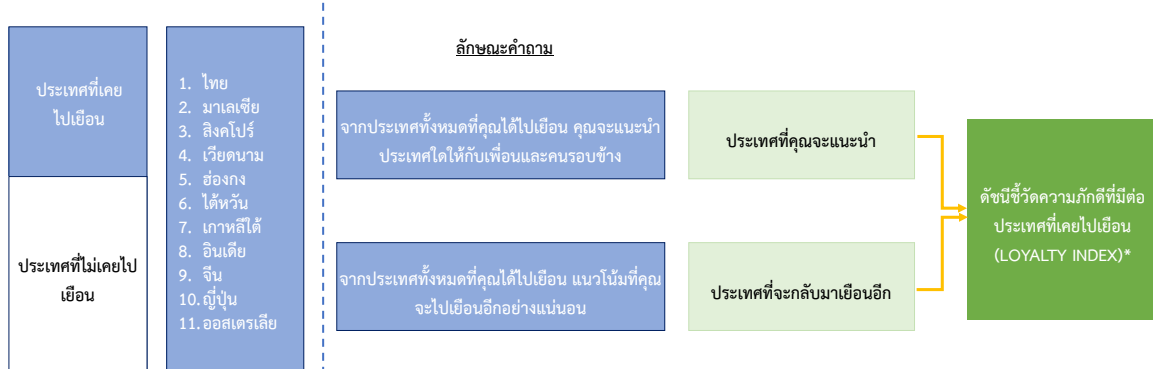 ลักษณะคำถาม
ประเทศที่เคย
ไปเยือน
ประเทศที่ไม่เคยไป
เยือน
1. ไทย
2. มาเลเซีย
3. สิงคโปร์
4. เวียดนาม
5. ฮ่องกง
6. ไต้หวัน
7. เกาหลีใต้
8. อินเดีย
9. จีน
10. ญี่ปุ่น
11. ออสเตรเลีย
จากประเทศทั้งหมดที่คุณได้ไปเยือน คุณจะแนะนำ
ประเทศใดให้กับเพื่อนและคนรอบข้าง
ประเทศที่คุณจะแนะนำ
จากประเทศทั้งหมดที่คุณได้ไปเยือน แนวโน้มที่คุณ
จะไปเยือนอีกอย่างแน่นอน
ประเทศที่จะกลับมาเยือนอีก
ดัชนีชี้วัดความภักดีที่มีต่อ
ประเทศที่เคยไปเยือน
(LOYALTY INDEX)*